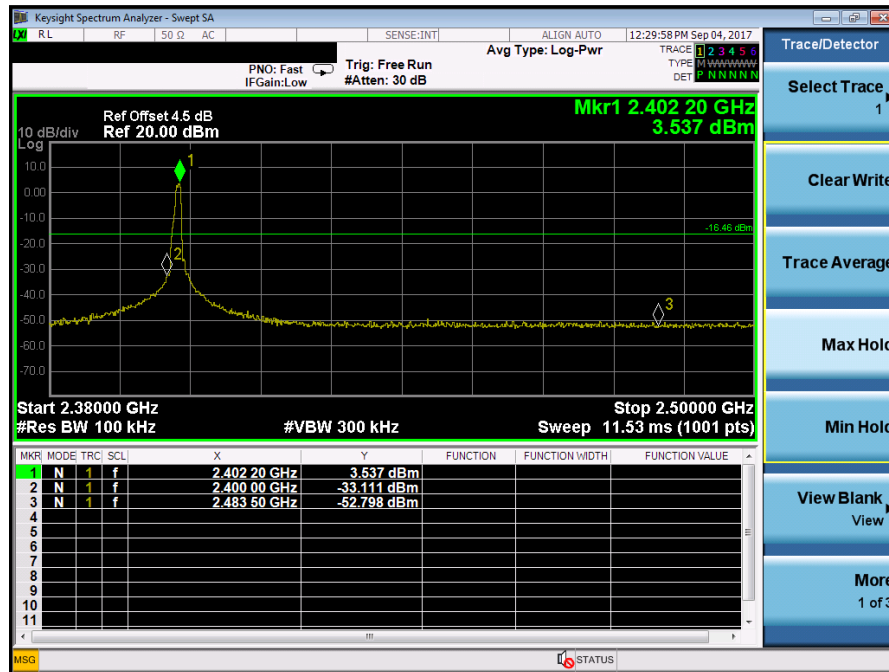 Keysight Spectrum Analyzer - Swept SA
LXI RL RF 50 Ω AC SENSE:INT ALIGN AUTO 12:29:58 PM Sep 04, 2017
Avg Type: Log-Pwr TRACE 1 2 3 4 5 6
TYPE M W W W W W
DET P N N N N N
PNO: Fast Trig: Free Run
IFGain:Low #Atten: 30 dB
Mkr1 2.402 20 GHz
3.537 dBm
Ref Offset 4.5 dB
10 dB/div Ref 20.00 dBm
Log
10.0
0.00
-10.0
-20.0
-30.0
-40.0
-50.0
-60.0
-70.0
1
-16.46 dBm
2
3
Start 2.38000 GHz Stop 2.50000 GHz
#Res BW 100 kHz #VBW 300 kHz Sweep 11.53 ms (1001 pts)
MKR MODE TRC SCL X Y FUNCTION FUNCTION WIDTH FUNCTION VALUE
1 N 1 f 2.402 20 GHz 3.537 dBm
2 N 1 f 2.400 00 GHz -33.111 dBm
3 N 1 f 2.483 50 GHz -52.798 dBm
4
5
6
7
8
9
10
11
MSG STATUS
Trace/Detector
Select Trace
1
Clear Write
Trace Average
Max Hold
Min Hold
View Blank
View
More
1 of 3